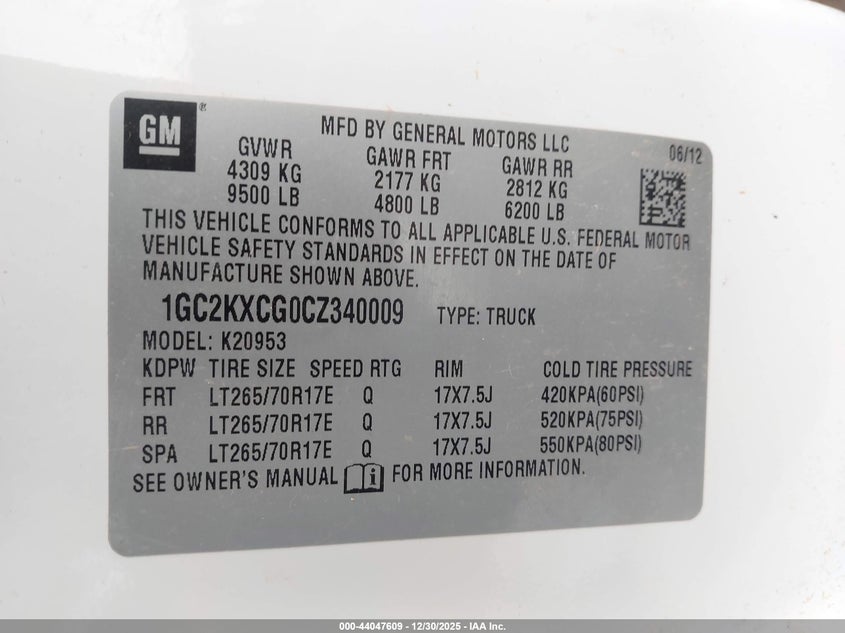 GM ®
MFD BY GENERAL MOTORS LLC
06/12
GVWR GAWR FRT GAWR RR
4309 KG 2177 KG 2812 KG
9500 LB 4800 LB 6200 LB
THIS VEHICLE CONFORMS TO ALL APPLICABLE U.S. FEDERAL MOTOR
VEHICLE SAFETY STANDARDS IN EFFECT ON THE DATE OF
MANUFACTURE SHOWN ABOVE.
1GC2KXCG0CZ340009 TYPE: TRUCK
MODEL: K20953
KDPW TIRE SIZE SPEED RTG RIM COLD TIRE PRESSURE
FRT LT265/70R17E Q 17X7.5J 420KPA(60PSI)
RR LT265/70R17E Q 17X7.5J 520KPA(75PSI)
SPA LT265/70R17E Q 17X7.5J 550KPA(80PSI)
SEE OWNER'S MANUAL i FOR MORE INFORMATION.
000-44047609 - 12/30/2025 - IAA Inc.